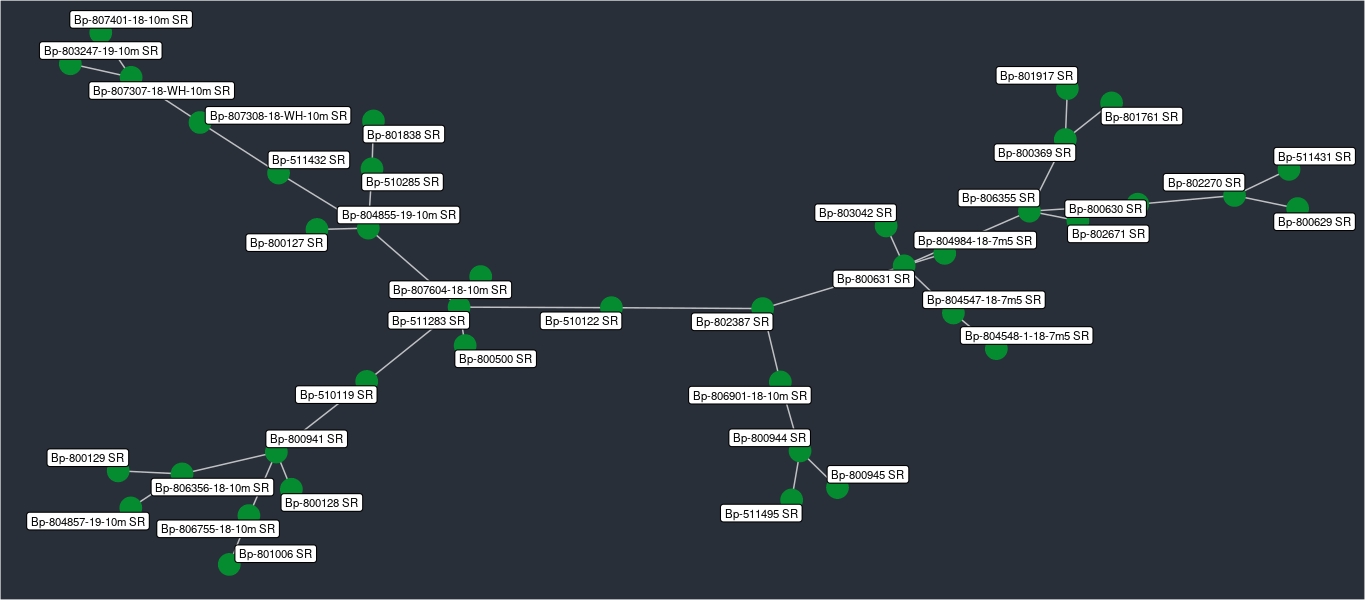 Bp-807401-18-10m SR
Bp-803247-19-10m SR
Bp-807307-18-WH-10m SR
Bp-807308-18-WH-10m SR
Bp-801838 SR
Bp-511432 SR
Bp-510285 SR
Bp-804855-19-10m SR
Bp-800127 SR
Bp-807604-18-10m SR
Bp-511283 SR
Bp-800500 SR
Bp-510122 SR
Bp-802387 SR
Bp-510119 SR
Bp-800941 SR
Bp-800129 SR
Bp-806356-18-10m SR
Bp-800128 SR
Bp-804857-19-10m SR
Bp-806755-18-10m SR
Bp-801006 SR
Bp-806901-18-10m SR
Bp-800944 SR
Bp-800945 SR
Bp-511495 SR
Bp-801917 SR
Bp-801761 SR
Bp-800369 SR
Bp-511431 SR
Bp-802270 SR
Bp-806355 SR
Bp-800630 SR
Bp-800629 SR
Bp-802671 SR
Bp-803042 SR
Bp-804984-18-7m5 SR
Bp-800631 SR
Bp-804547-18-7m5 SR
Bp-804548-1-18-7m5 SR